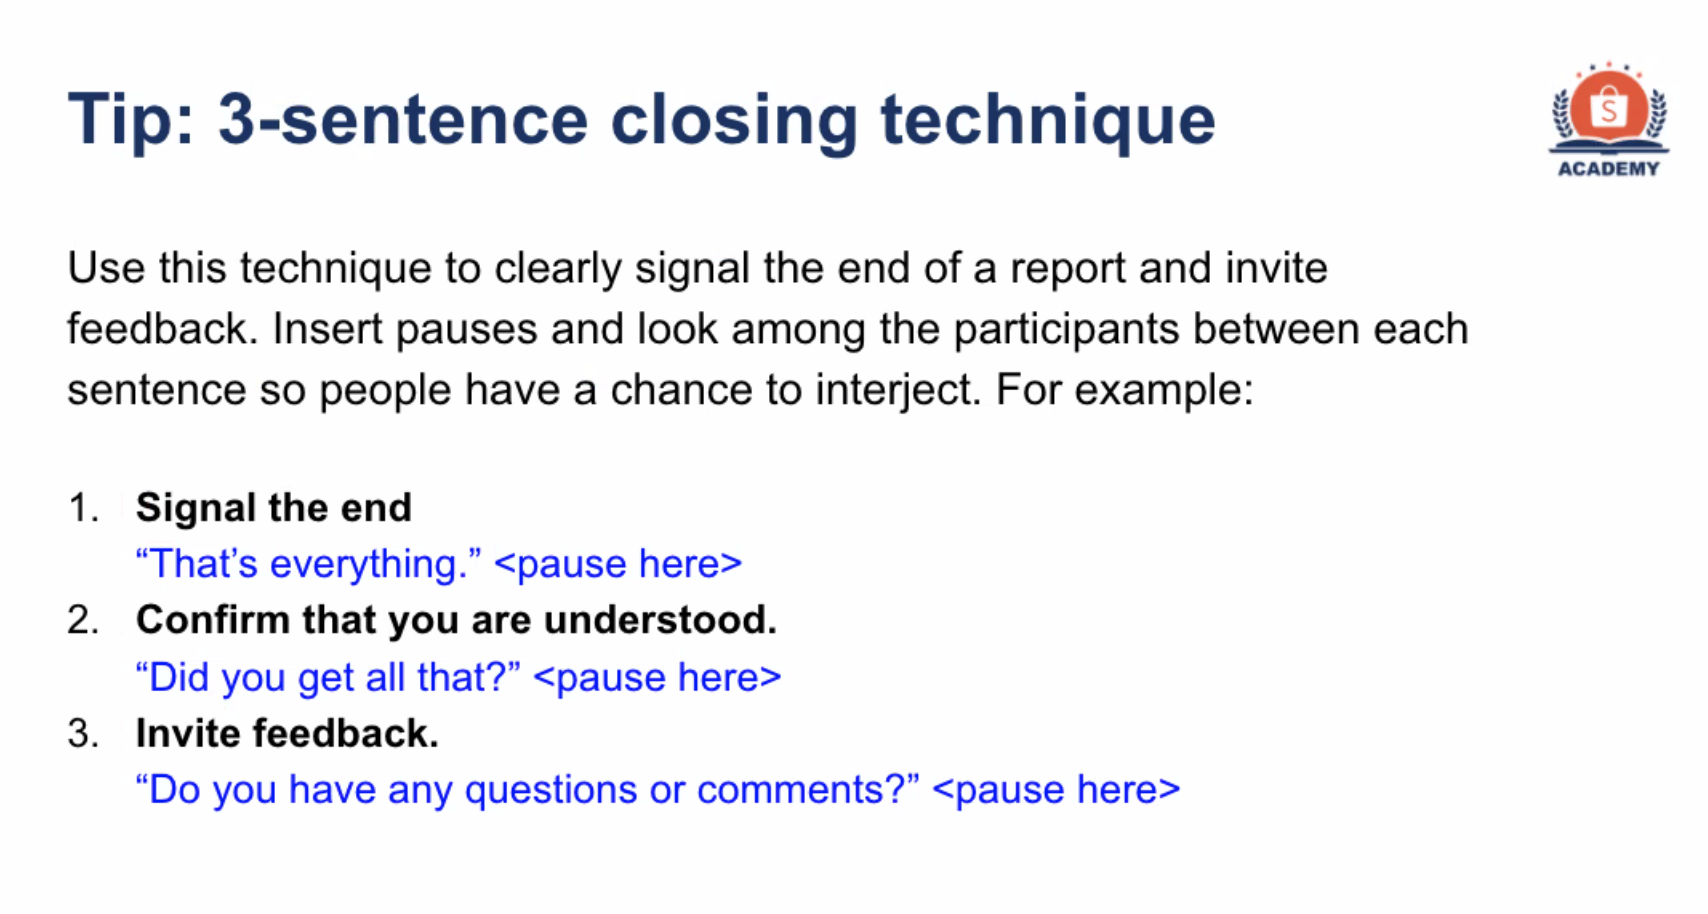 Tip: 3-sentence closing technique
S
ACADEMY
Use this technique to clearly signal the end of a report and invite
feedback. Insert pauses and look among the participants between each
sentence so people have a chance to interject. For example:
1. Signal the end
“That’s everything.” <pause here>
2. Confirm that you are understood.
“Did you get all that?” <pause here>
3. Invite feedback.
“Do you have any questions or comments?” <pause here>